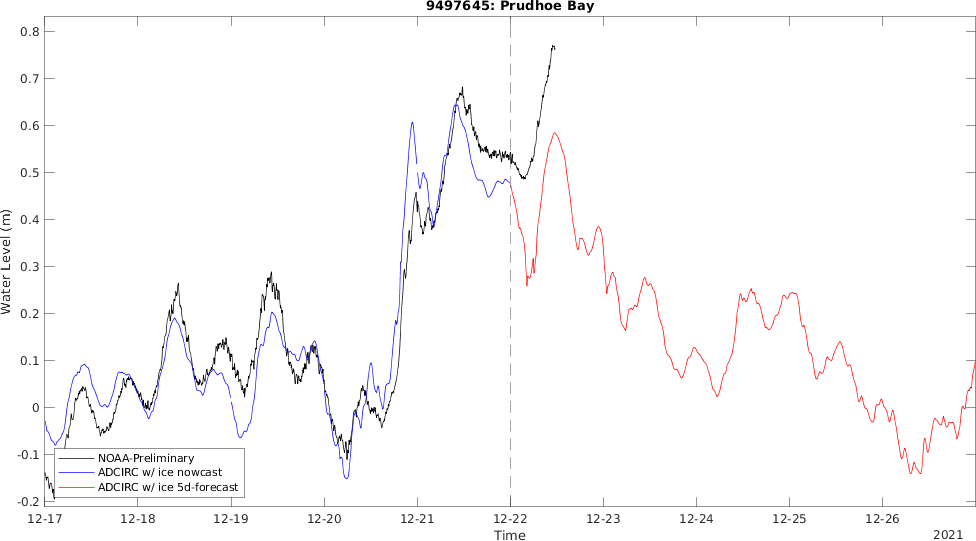 9497645: Prudhoe Bay
Water Level (m)
0.8
0.7
0.6
0.5
0.4
0.3
0.2
0.1
0
-0.1
-0.2
NOAA-Preliminary
ADCIRC w/ ice nowcast
ADCIRC w/ ice 5d-forecast
12-17 12-18 12-19 12-20 12-21 12-22 12-23 12-24 12-25 12-26
Time
2021